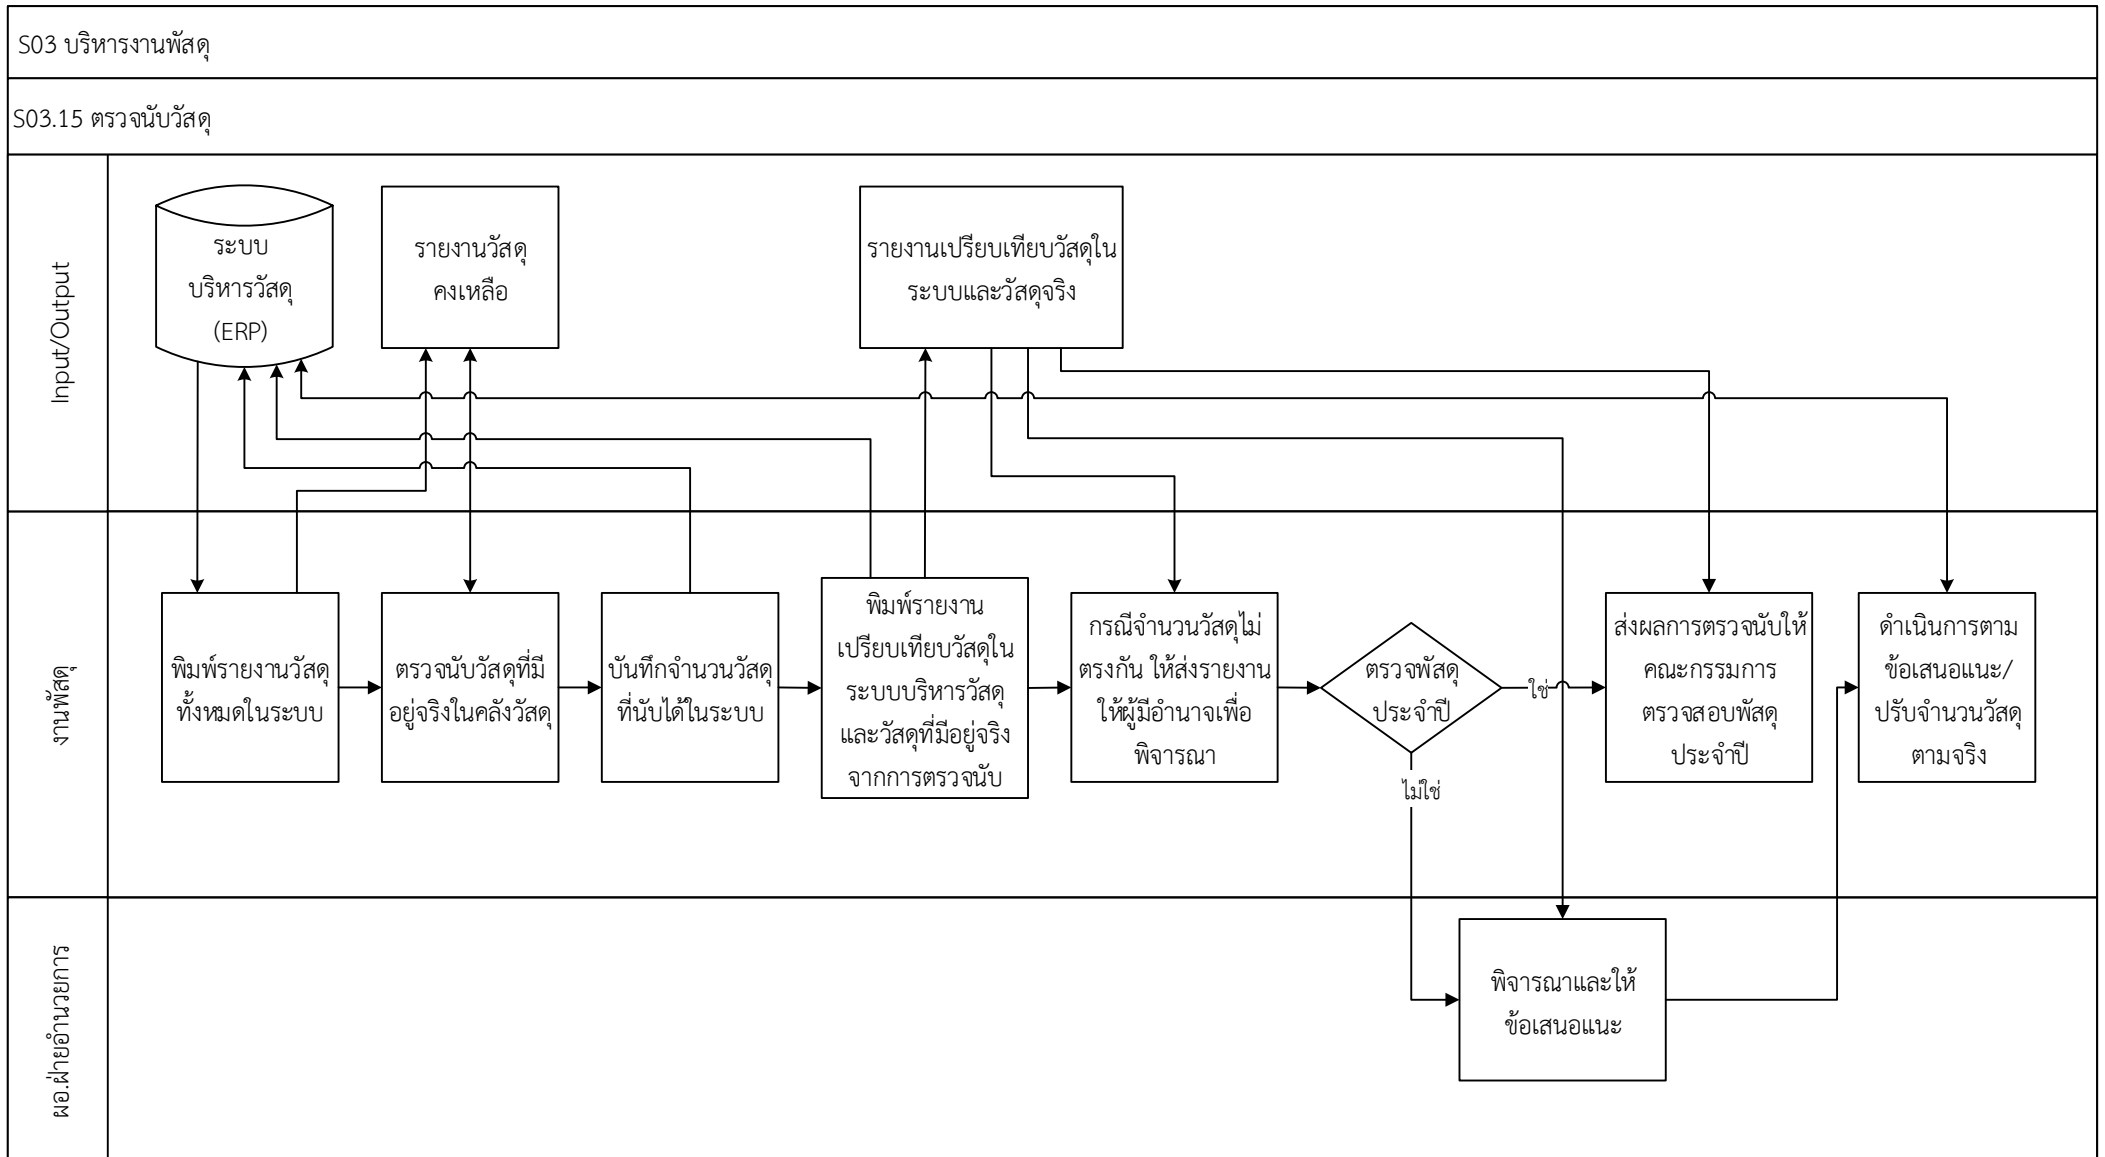 S03 บริหารงานพัสดุ
S03.15 ตรวจนับวัสดุ
Input/Output
ระบบ
บริหารวัสดุ
(ERP)
รายงานวัสดุ
คงเหลือ
รายงานเปรียบเทียบวัสดุใน
ระบบและวัสดุจริง
งานพัสดุ
พิมพ์รายงานวัสดุ
ทั้งหมดในระบบ
ตรวจนับวัสดุที่มี
อยู่จริงในคลังวัสดุ
บันทึกจำนวนวัสดุ
ที่นับได้ในระบบ
พิมพ์รายงาน
เปรียบเทียบวัสดุใน
ระบบบริหารวัสดุ
และวัสดุที่มีอยู่จริง
จากการตรวจนับ
กรณีจำนวนวัสดุไม่
ตรงกัน ให้ส่งรายงาน
ให้ผู้มีอำนาจเพื่อ
พิจารณา
ตรวจพัสดุ
ประจำปี
ใช่
ไม่ใช่
ส่งผลการตรวจนับให้
คณะกรรมการ
ตรวจสอบพัสดุ
ประจำปี
ดำเนินการตาม
ข้อเสนอแนะ/
ปรับจำนวนวัสดุ
ตามจริง
ผอ.ฝ่ายอำนวยการ
พิจารณาและให้
ข้อเสนอแนะ